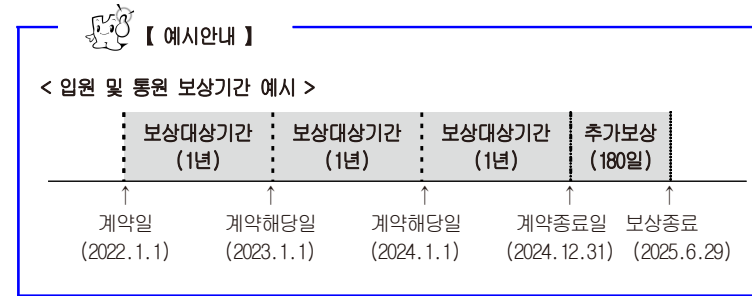 【 예시안내 】
< 입원 및 통원 보상기간 예시 >
보상대상기간 보상대상기간 보상대상기간 추가보상
(1년) (1년) (1년) (180일)
↑ ↑ ↑ ↑ ↑
계약일 계약해당일 계약해당일 계약종료일 보상종료
(2022.1.1) (2023.1.1) (2024.1.1) (2024.12.31) (2025.6.29)